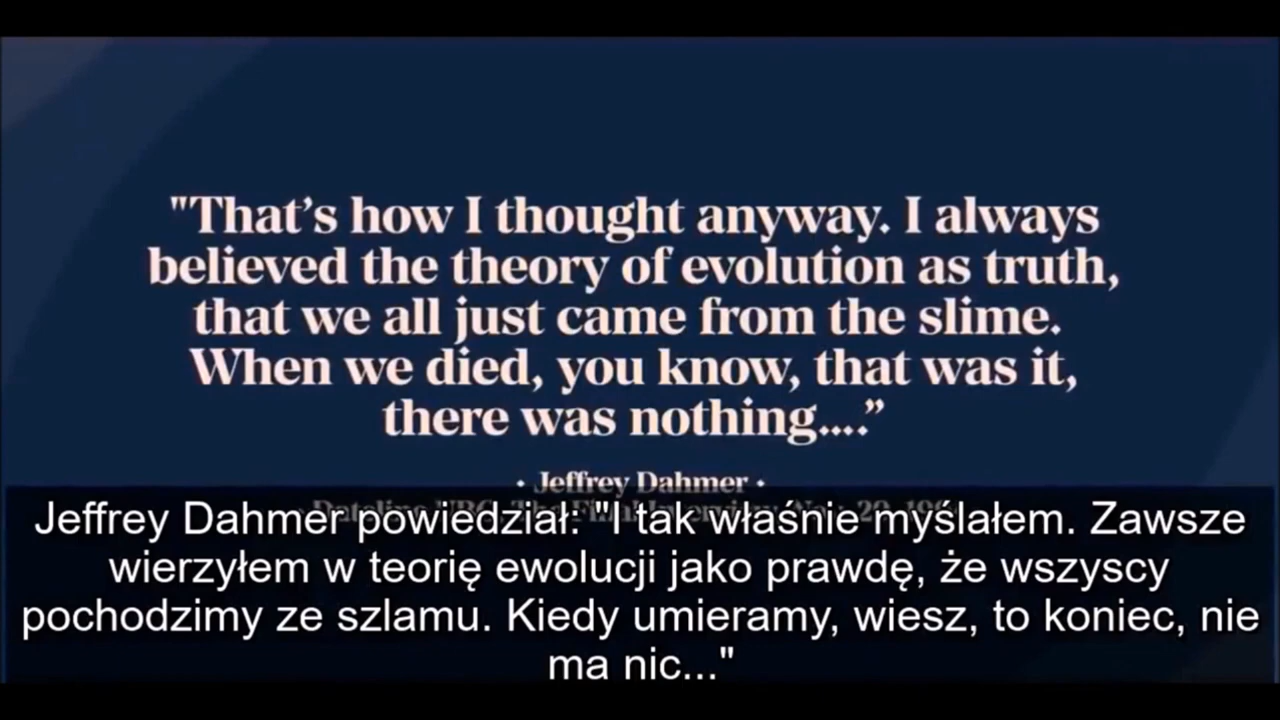 "That’s how I thought anyway. I always
believed the theory of evolution as truth,
that we all just came from the slime.
When we died, you know, that was it,
there was nothing....”
• Jeffrey Dahmer •
Jeffrey Dahmer powiedział: "I tak właśnie myślałem. Zawsze
wierzyłem w teorię ewolucji jako prawdę, że wszyscy
pochodzimy ze szlamu. Kiedy umieramy, wiesz, to koniec, nie
ma nic..."